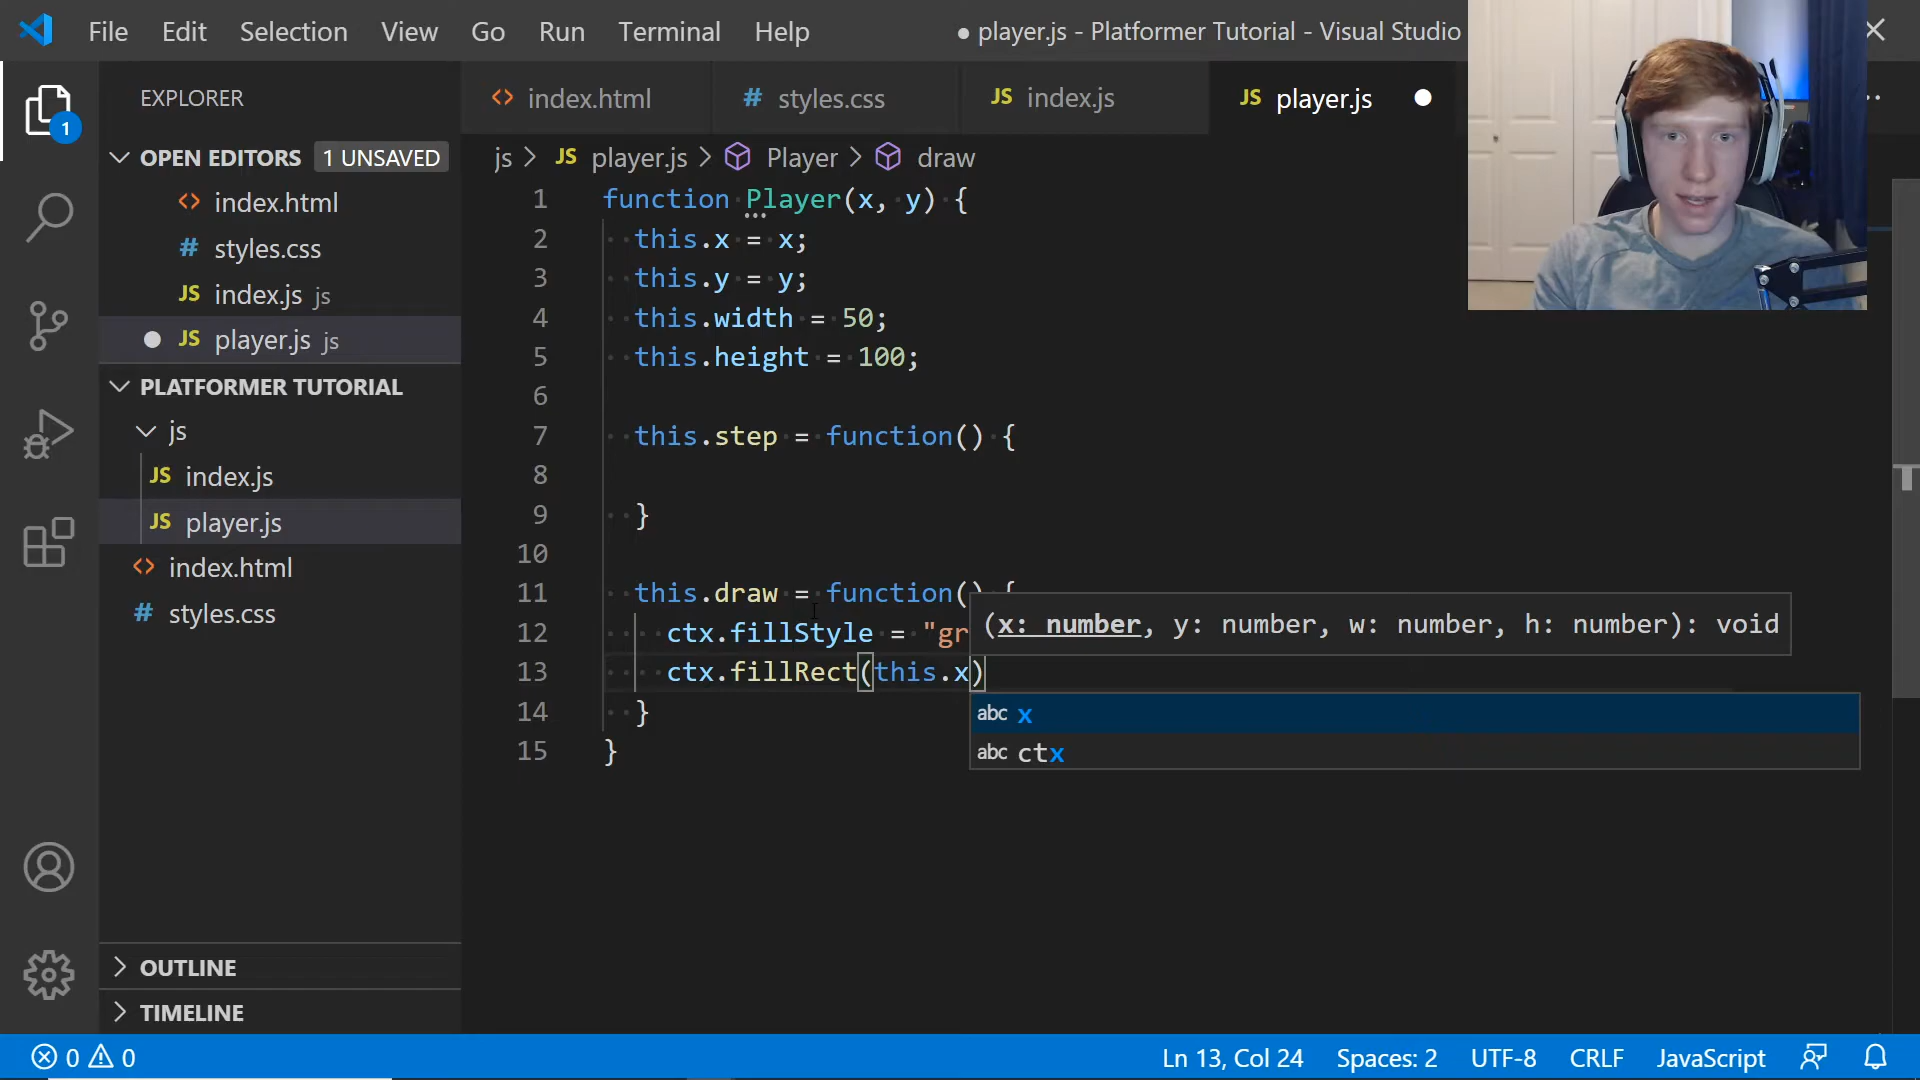 File Edit Selection View Go Run Terminal Help ● player.js - Platformer Tutorial - Visual Studio
EXPLORER
OPEN EDITORS 1 UNSAVED
<> index.html
# styles.css
JS index.js js
● JS player.js js
PLATFORMER TUTORIAL
js
JS index.js
JS player.js
<> index.html
# styles.css
OUTLINE
TIMELINE
1
<> index.html # styles.css JS index.js JS player.js ●
js > JS player.js > Player > draw
1 function Player(x, y) {
2 this.x = x;
3 this.y = y;
4 this.width = 50;
5 this.height = 100;
6
7 this.step = function() {
8
9 }
10
11 this.draw = function() {
12 ctx.fillStyle = "gr
13 ctx.fillRect(this.x)
14 }
15 }
(x: number, y: number, w: number, h: number): void
abc x
abc ctx
0 0 Ln 13, Col 24 Spaces: 2 UTF-8 CRLF JavaScript